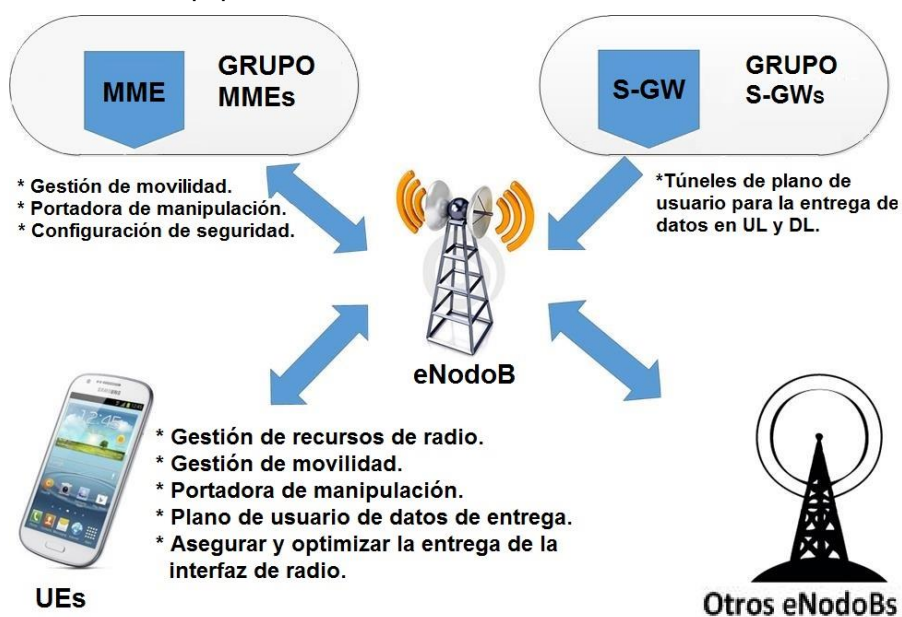 MME
GRUPO
MMEs
S-GW
GRUPO
S-GWs
* Gestión de movilidad.
* Portadora de manipulación.
* Configuración de seguridad.
*Túneles de plano de
usuario para la entrega de
datos en UL y DL.
eNodoB
SAMSUNG
12:45
* Gestión de recursos de radio.
* Gestión de movilidad.
* Portadora de manipulación.
* Plano de usuario de datos de entrega.
* Asegurar y optimizar la entrega de la
interfaz de radio.
UEs
Otros eNodoBs